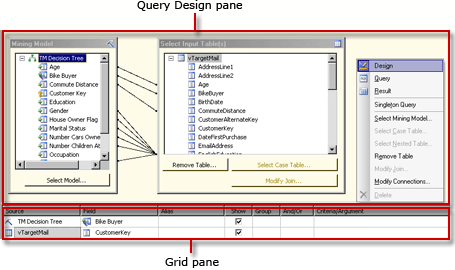 Query Design pane
Mining Model
TM Decision Tree
Age
Bike Buyer
Commute Distance
Customer Key
Education
Gender
House Owner Flag
Marital Status
Number Cars Owned
Number Children At
Occupation
Select Model...
Select Input Table(s)
vTargetMail
AddressLine1
AddressLine2
Age
BikeBuyer
BirthDate
CommuteDistance
CustomerAlternateKey
CustomerKey
DateFirstPurchase
EmailAddress
EnglishEducation
Remove Table...
Select Case Table...
Modify Join...
Design
Query
Result
Singleton Query
Select Mining Model...
Select Case Table...
Select Nested Table...
Remove Table
Modify Join...
Modify Connections...
Delete
Source Field Alias Show Group And/Or Criteria/Argument
TM Decision Tree Bike Buyer
vTargetMail CustomerKey
Grid pane